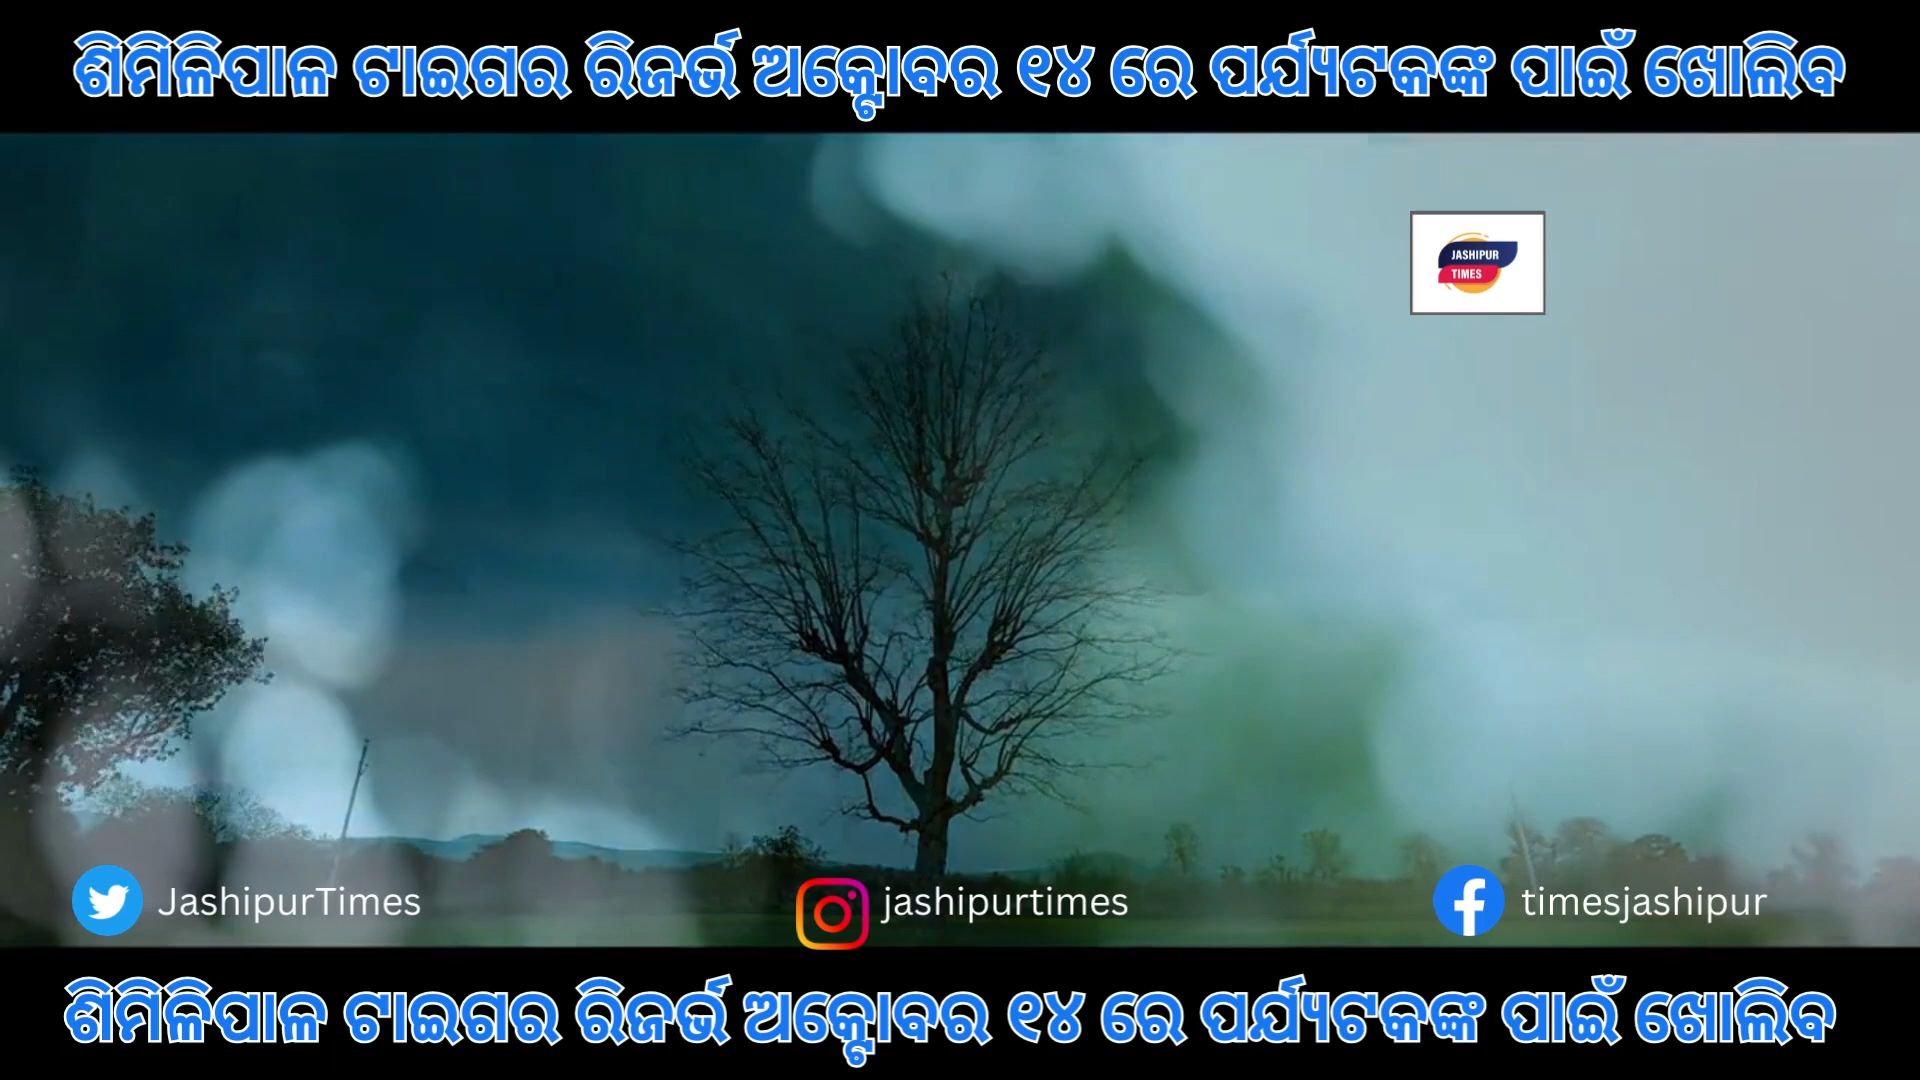 ଶିମିଳିପାଳ ଟାଇଗର ରିଜର୍ଭ ଅକ୍ଟୋବର ୧୪ ରେ ପର୍ଯ୍ୟଟକଙ୍କ ପାଇଁ ଖୋଲିବ
JASHIPUR
TIMES
JashipurTimes
jashipurtimes
timesjashipur
ଶିମିଳିପାଳ ଟାଇଗର ରିଜର୍ଭ ଅକ୍ଟୋବର ୧୪ ରେ ପର୍ଯ୍ୟଟକଙ୍କ ପାଇଁ ଖୋଲିବ